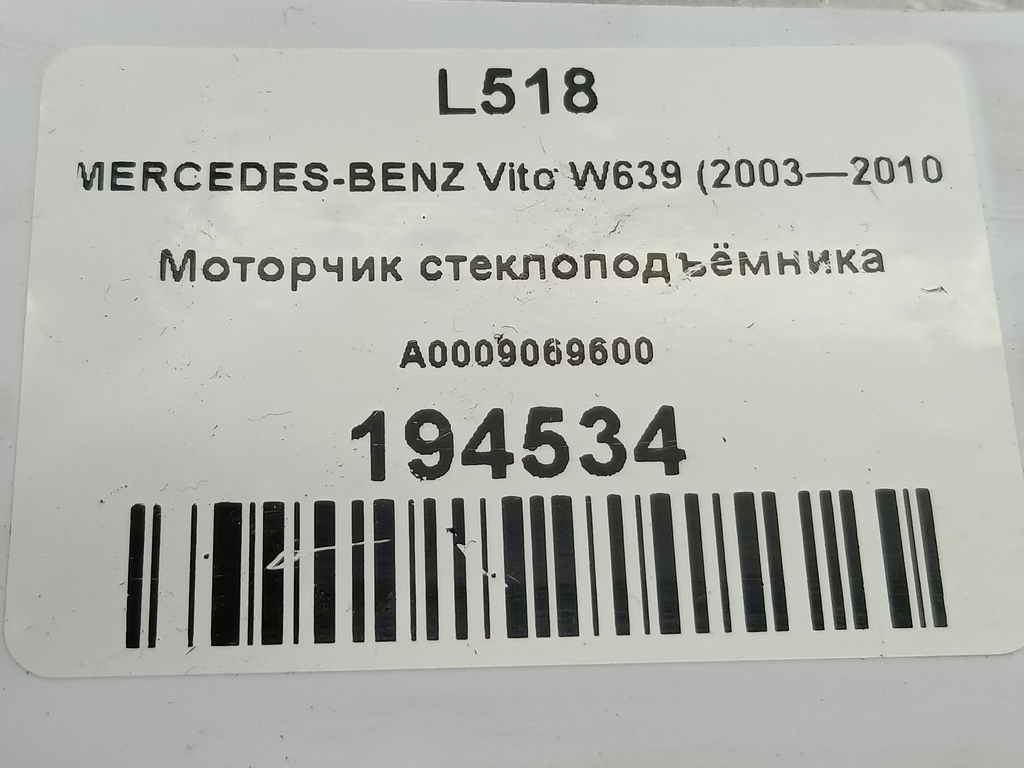 L518
MERCEDES-BENZ Vito W639 (2003—2010
Моторчик стеклоподъёмника
A0009069600
194534